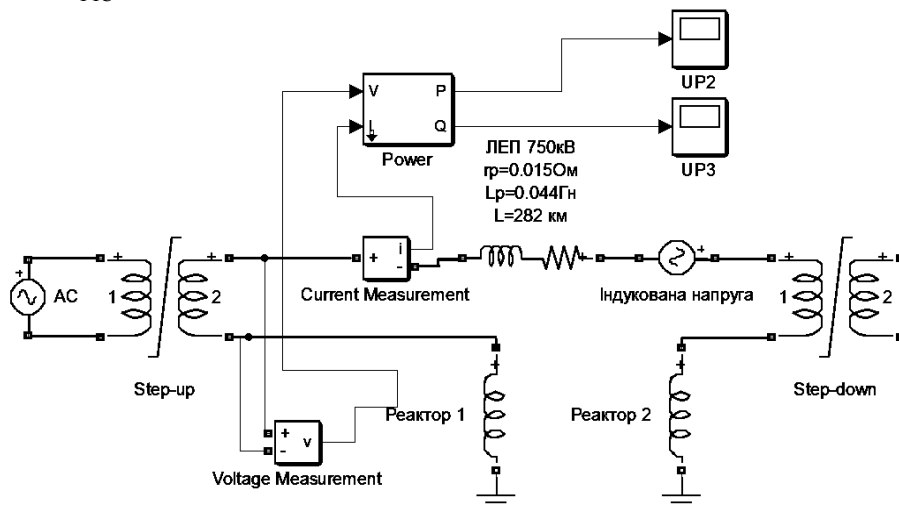 UP2
V
P
I
Q
Power
UP3
ЛЕП 750кВ
rp=0.015Ом
Lp=0.044Гн
L=282 км
+
AC
+
1
2
+
Step-up
+
i
-
Current Measurement
+
Індукована напруга
+
1
2
+
Step-down
+
Реактор 1
+
Реактор 2
+
-
v
Voltage Measurement